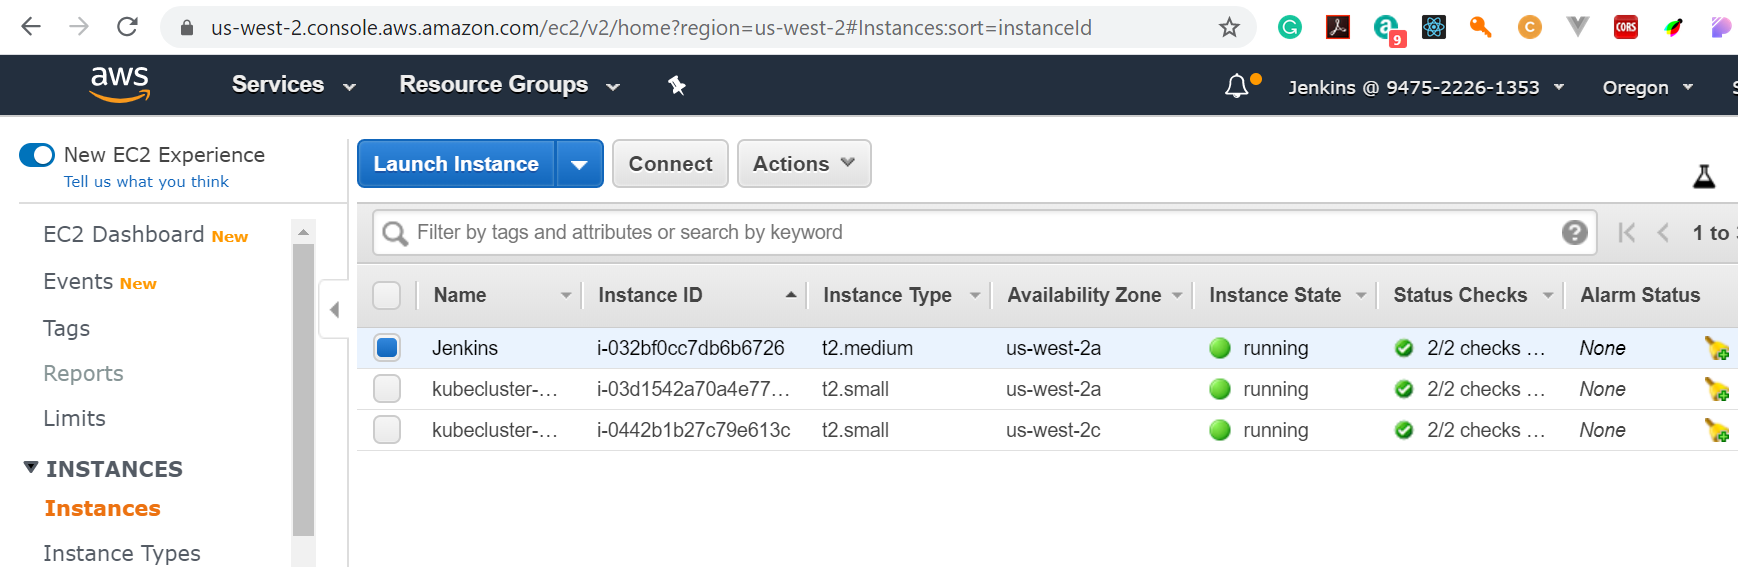 us-west-2.console.aws.amazon.com/ec2/v2/home?region=us-west-2#Instances:sort=instanceId
9
C
CORS
aws Services Resource Groups Jenkins @ 9475-2226-1353 Oregon
New EC2 Experience
Tell us what you think
Launch Instance Connect Actions
EC2 Dashboard New
Events New
Tags
Reports
Limits
INSTANCES
Instances
Instance Types
Filter by tags and attributes or search by keyword ? 1 to
Name Instance ID Instance Type Availability Zone Instance State Status Checks Alarm Status
Jenkins i-032bf0cc7db6b6726 t2.medium us-west-2a running 2/2 checks ... None
kubecluster-... i-03d1542a70a4e77... t2.small us-west-2a running 2/2 checks ... None
kubecluster-... i-0442b1b27c79e613c t2.small us-west-2c running 2/2 checks ... None